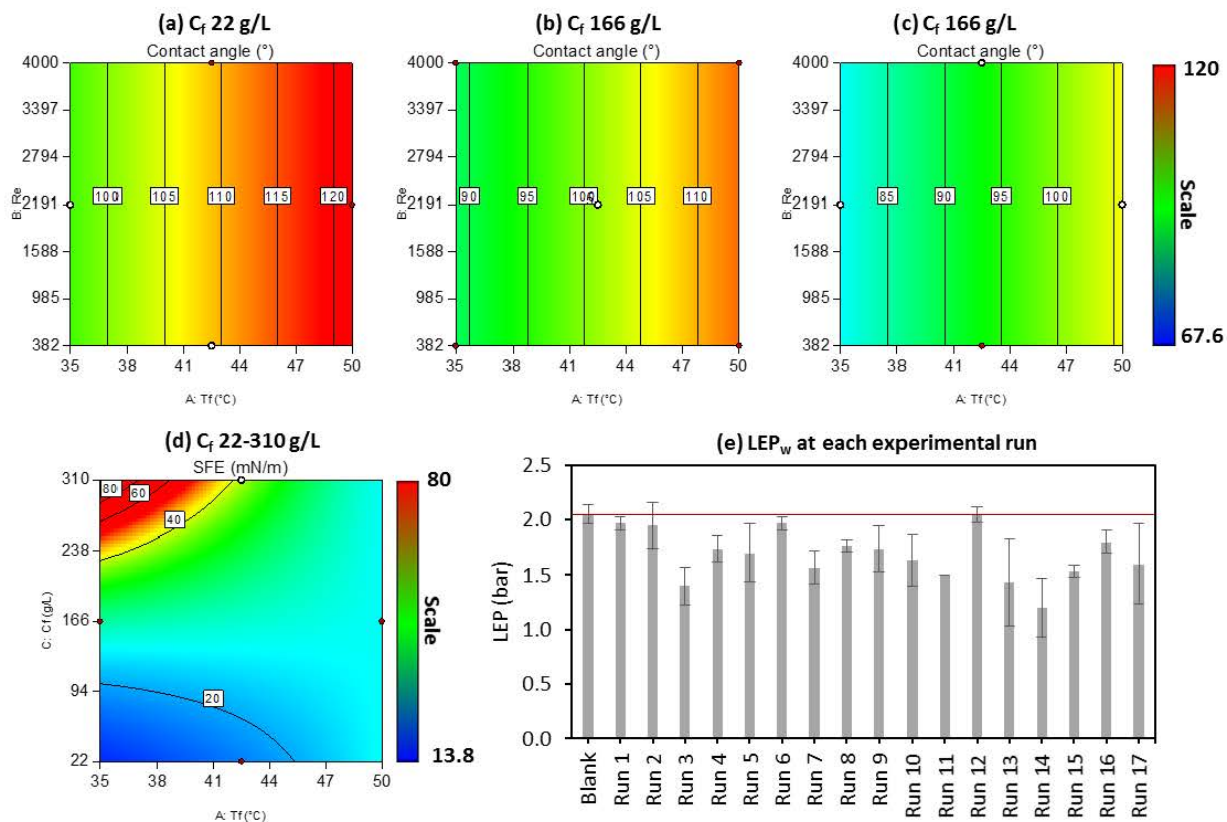 (a) Cf 22 g/L
Contact angle (°)
4000
3397
2794
2191
1588
985
382
B: Re
100
105
110
115
120
35 38 41 44 47 50
A: Tf (°C)
(b) Cf 166 g/L
Contact angle (°)
4000
3397
2794
2191
1588
985
382
B: Re
90
95
105
110
35 38 41 44 47 50
A: Tf (°C)
(c) Cf 166 g/L
Contact angle (°)
4000
3397
2794
2191
1588
985
382
B: Re
85
90
95
100
35 38 41 44 47 50
A: Tf (°C)
120
Scale
67.6
(d) Cf 22-310 g/L
SFE (mN/m)
310
238
166
94
22
C: Cf (g/L)
80
60
40
20
35 38 41 44 47 50
A: Tf (°C)
80
Scale
13.8
(e) LEPw at each experimental run
2.5
2.0
1.5
1.0
0.5
0.0
LEP (bar)
Blank
Run 1
Run 2
Run 3
Run 4
Run 5
Run 6
Run 7
Run 8
Run 9
Run 10
Run 11
Run 12
Run 13
Run 14
Run 15
Run 16
Run 17